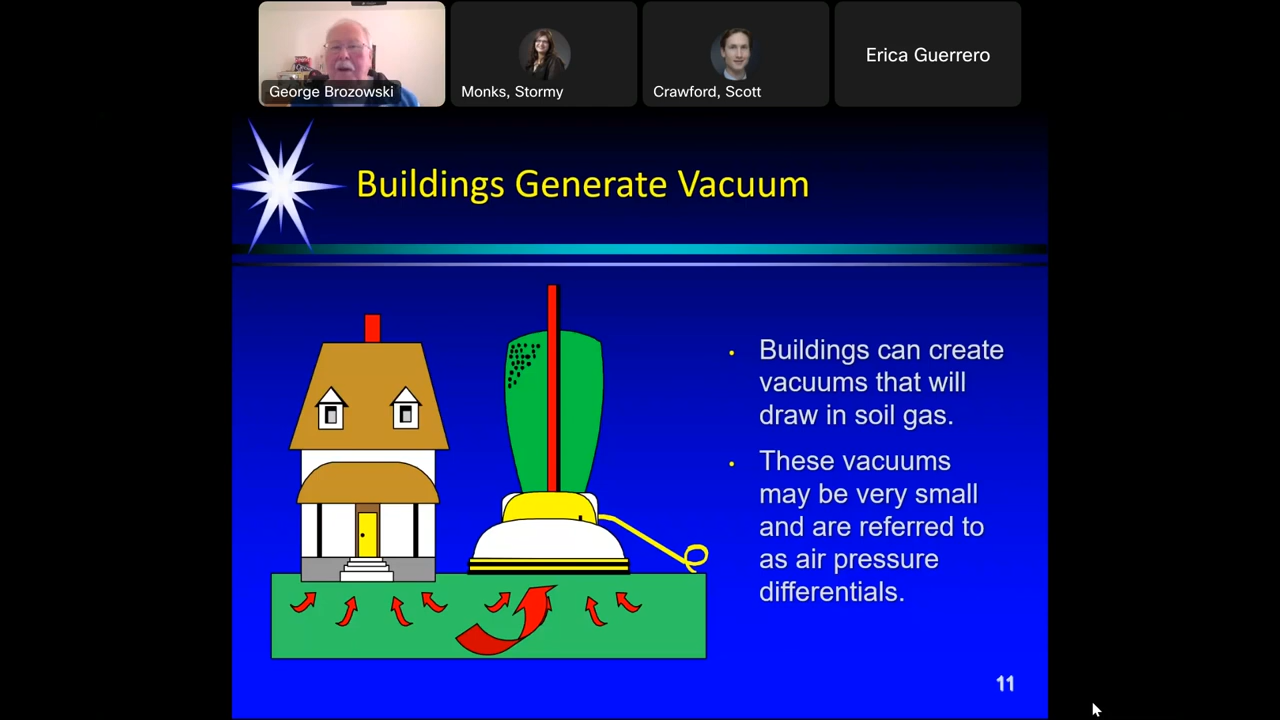 George Brozowski
Monks, Stormy
Crawford, Scott
Erica Guerrero
Buildings Generate Vacuum
• Buildings can create
vacuums that will
draw in soil gas.
• These vacuums
may be very small
and are referred to
as air pressure
differentials.
11